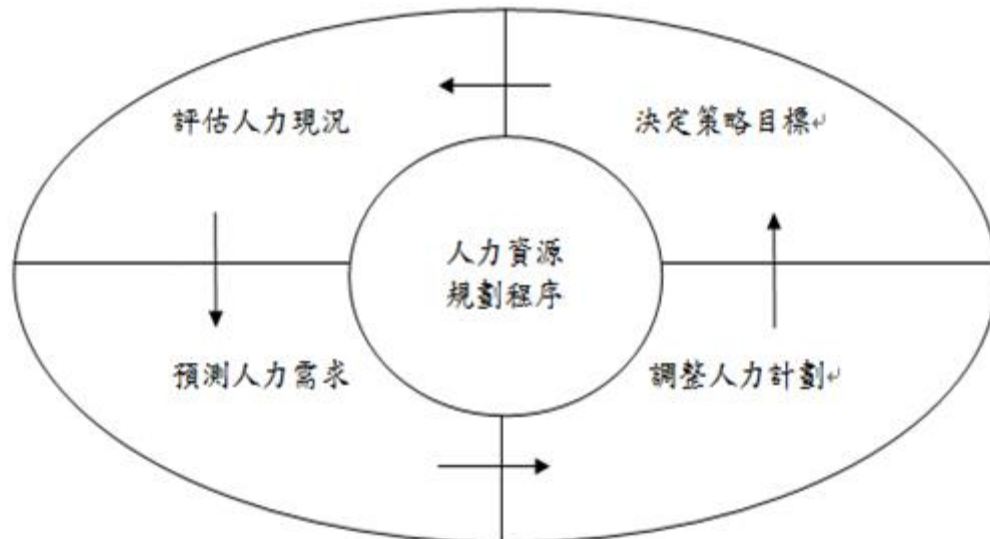 評估人力現況
決定策略目標↵
人力資源
規劃程序
預測人力需求
調整人力計劃↵